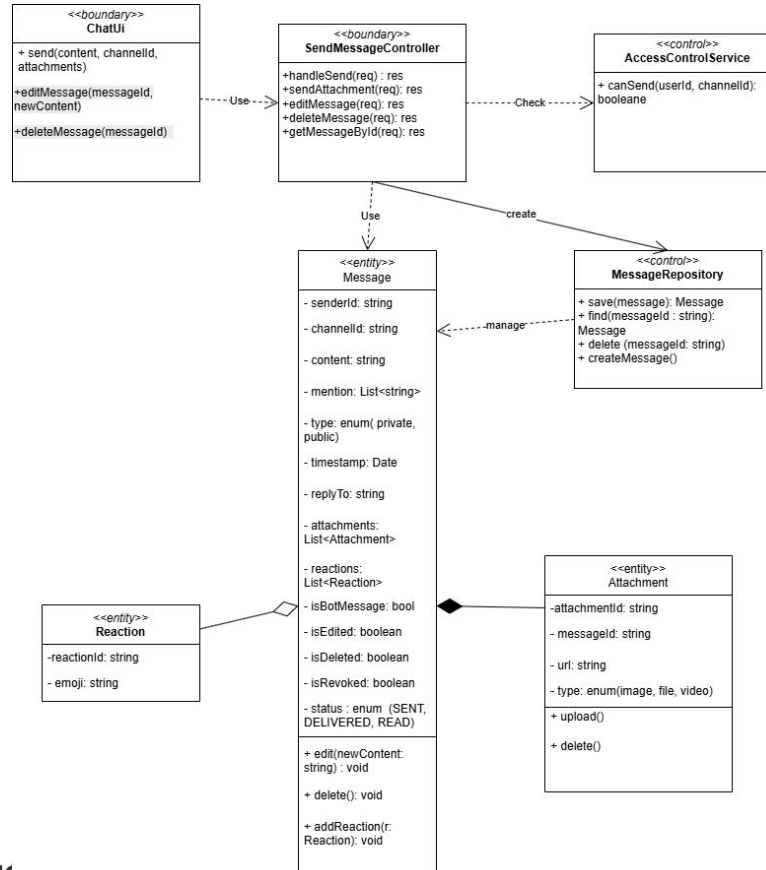 <<boundary>>
ChatUi
+ send(content, channelId,
attachments)
+editMessage(messageId,
newContent)
+deleteMessage(messageId)
Use
<<boundary>>
SendMessageController
+handleSend(req) : res
+sendAttachment(req): res
+editMessage(req): res
+deleteMessage(req): res
+getMessageById(req): res
Check
<<control>>
AccessControlService
+ canSend(userId, channelId):
booleane
Use
create
<<entity>>
Message
- senderId: string
- channelId: string
- content: string
- mention: List<string>
- type: enum( private,
public)
- timestamp: Date
- replyTo: string
- attachments:
List<Attachment>
- reactions:
List<Reaction>
- isBotMessage: bool
- isEdited: boolean
- isDeleted: boolean
- isRevoked: boolean
- status : enum (SENT,
DELIVERED, READ)
+ edit(newContent:
string) : void
+ delete(): void
+ addReaction(r:
Reaction): void
manage
<<control>>
MessageRepository
+ save(message): Message
+ find(messageId : string):
Message
+ delete (messageId: string)
+ createMessage()
<<entity>>
Reaction
-reactionId: string
- emoji: string
<<entity>>
Attachment
-attachmentId: string
- messageId: string
- url: string
- type: enum(image, file, video)
+ upload()
+ delete()